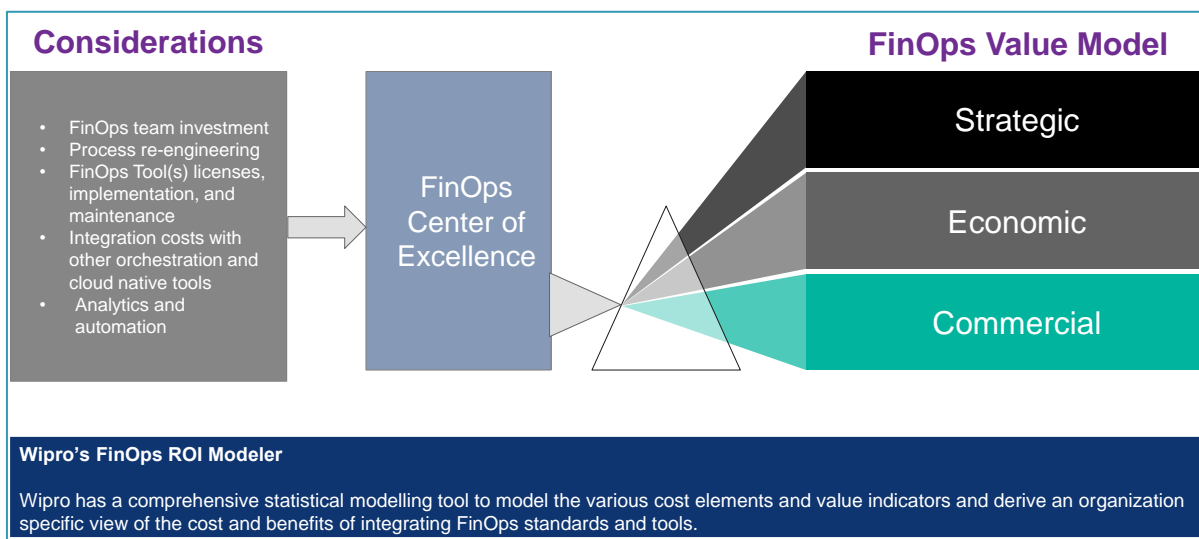 Considerations
• FinOps team investment
• Process re-engineering
• FinOps Tool(s) licenses,
implementation, and
maintenance
• Integration costs with
other orchestration and
cloud native tools
• Analytics and
automation
FinOps
Center of
Excellence
FinOps Value Model
Strategic
Economic
Commercial
Wipro’s FinOps ROI Modeler
Wipro has a comprehensive statistical modelling tool to model the various cost elements and value indicators and derive an organization
specific view of the cost and benefits of integrating FinOps standards and tools.